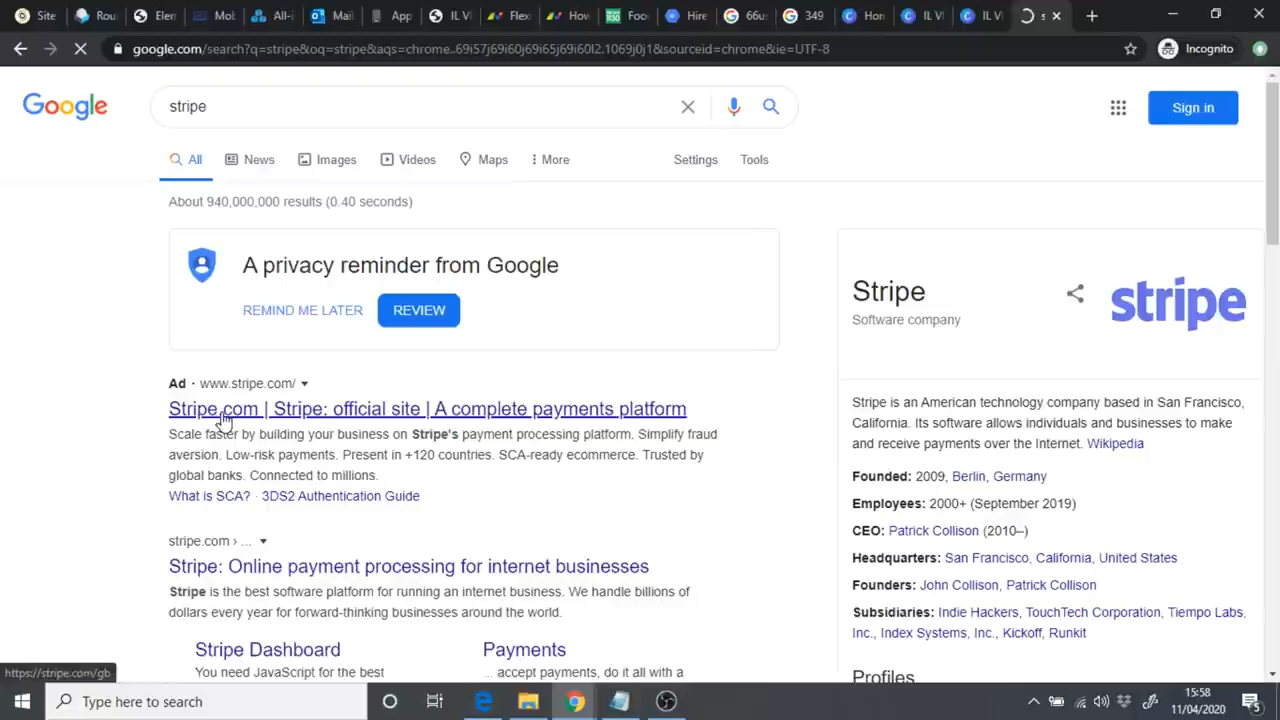 Site
Rou
Elen
Mobi
All-i
Mail
App
IL VI
Flex
How
Foc
Hire
66us
349
Hor
IL VI
IL VI
s
google.com/search?q=stripe&oq=stripe&aqs=chrome..69i57j69i60j69i65j69i60l2.1069j0j1&sourceid=chrome&ie=UTF-8
Incognito
Google
stripe
Sign in
All
News
Images
Videos
Maps
More
Settings
Tools
About 940,000,000 results (0.40 seconds)
A privacy reminder from Google
REMIND ME LATER
REVIEW
Ad · www.stripe.com/
Stripe.com | Stripe: official site | A complete payments platform
Scale faster by building your business on Stripe's payment processing platform. Simplify fraud
aversion. Low-risk payments. Present in +120 countries. SCA-ready ecommerce. Trusted by
global banks. Connected to millions.
What is SCA? · 3DS2 Authentication Guide
stripe.com › ...
Stripe: Online payment processing for internet businesses
Stripe is the best software platform for running an internet business. We handle billions of
dollars every year for forward-thinking businesses around the world.
Stripe Dashboard
You need JavaScript for the best
Payments
... accept payments, do it all with a
Stripe
Software company
stripe
Stripe is an American technology company based in San Francisco,
California. Its software allows individuals and businesses to make
and receive payments over the Internet. Wikipedia
Founded: 2009, Berlin, Germany
Employees: 2000+ (September 2019)
CEO: Patrick Collison (2010–)
Headquarters: San Francisco, California, United States
Founders: John Collison, Patrick Collison
Subsidiaries: Indie Hackers, TouchTech Corporation, Tiempo Labs,
Inc., Index Systems, Inc., Kickoff, Runkit
Profiles
https://stripe.com/gb
Type here to search
15:58
11/04/2020
5